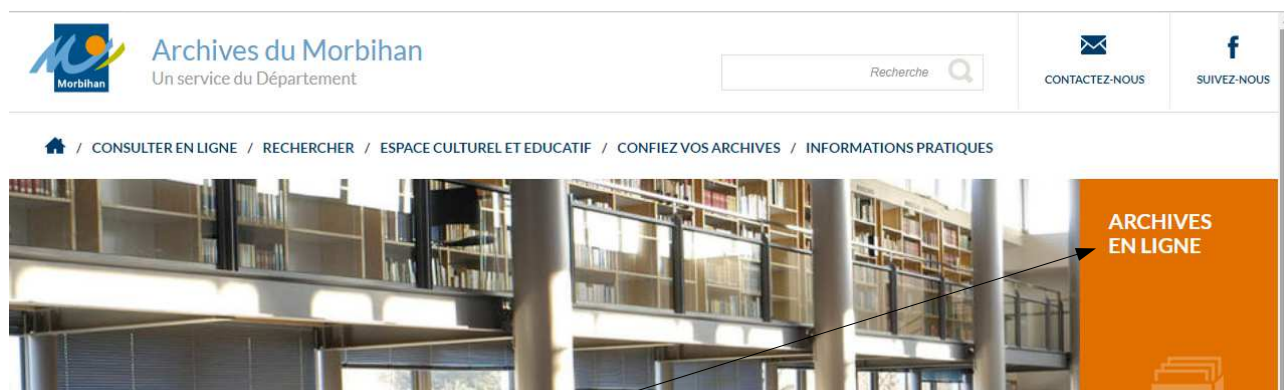 Morbihan
Archives du Morbihan
Un service du Département
Recherche
CONTACTEZ-NOUS
SUIVEZ-NOUS
/ CONSULTER EN LIGNE / RECHERCHER / ESPACE CULTUREL ET EDUCATIF / CONFIEZ VOS ARCHIVES / INFORMATIONS PRATIQUES
ARCHIVES
EN LIGNE